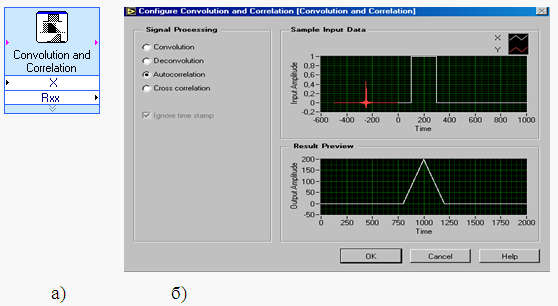 Convolution and
Correlation
X
Rxx
Configure Convolution and Correlation [Convolution and Correlation]
Signal Processing
Convolution
Deconvolution
Autocorrelation
Cross correlation
Ignore time stamp
Sample Input Data
X
Y
Input Amplitude
1
0,8
0,6
0,4
0,2
0
-0,2
-600 -400 -200 0 200 400 600 800 1000
Time
Result Preview
Output Amplitude
200
150
100
50
0
-50
0 250 500 750 1000 1250 1500 1750 2000
Time
OK Cancel Help
а) б)